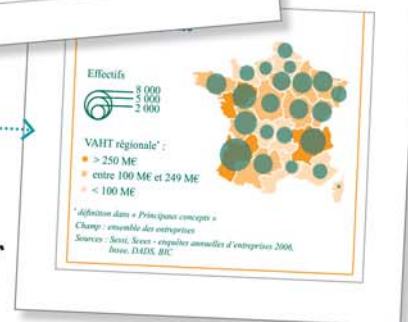 Effectifs
8 000
5 000
2 000
VAHT régionale* :
> 250 M€
entre 100 M€ et 249 M€
< 100 M€
* définition dans « Principaux concepts »
Champ : ensemble des entreprises
Sources : Sessi, Scees - enquêtes annuelles d'entreprises 2006,
Insee, DADS, BIC